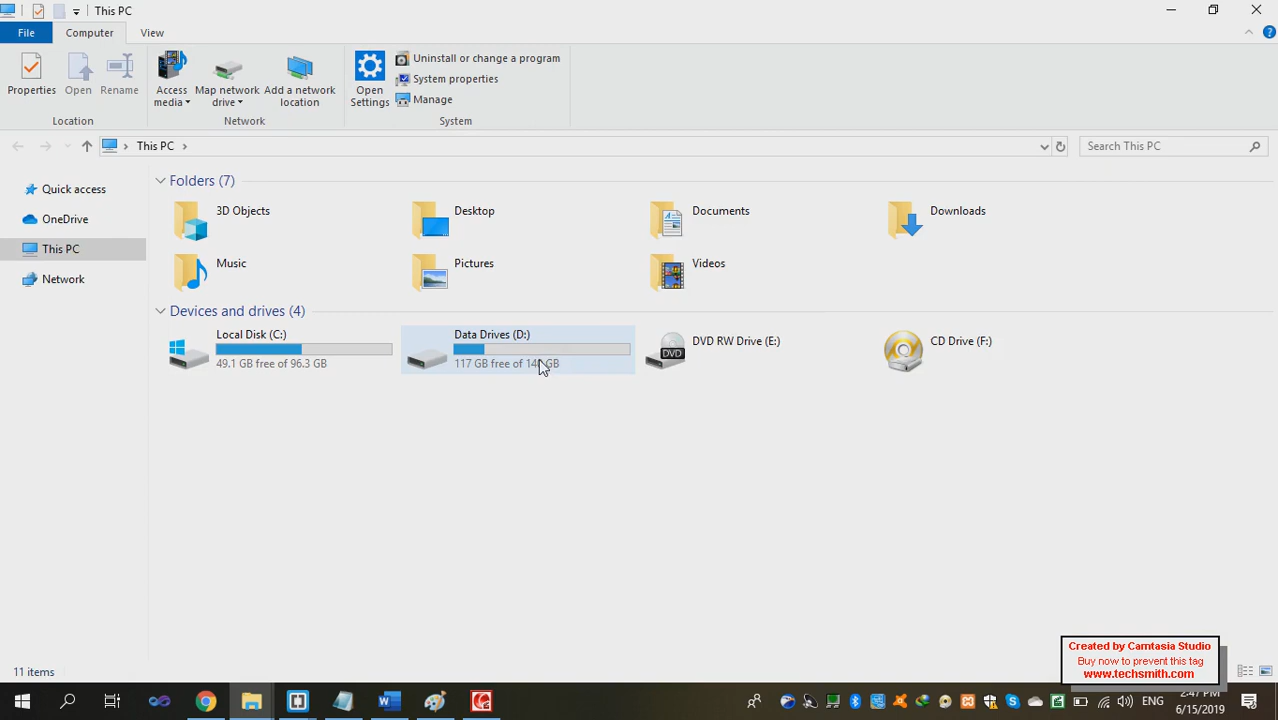 This PC
File
Computer
View
Properties
Open
Rename
Access media
Map network drive
Add a network location
Open Settings
Uninstall or change a program
System properties
Manage
Location
Network
System
This PC
Search This PC
Quick access
OneDrive
This PC
Network
Folders (7)
3D Objects
Desktop
Documents
Downloads
Music
Pictures
Videos
Devices and drives (4)
Local Disk (C:)
49.1 GB free of 96.3 GB
Data Drives (D:)
117 GB free of GB
DVD RW Drive (E:)
DVD
CD Drive (F:)
11 items
Created by Camtasia Studio
Buy now to prevent this tag
www.techsmith.com
ENG
2:47 PM
6/15/2019